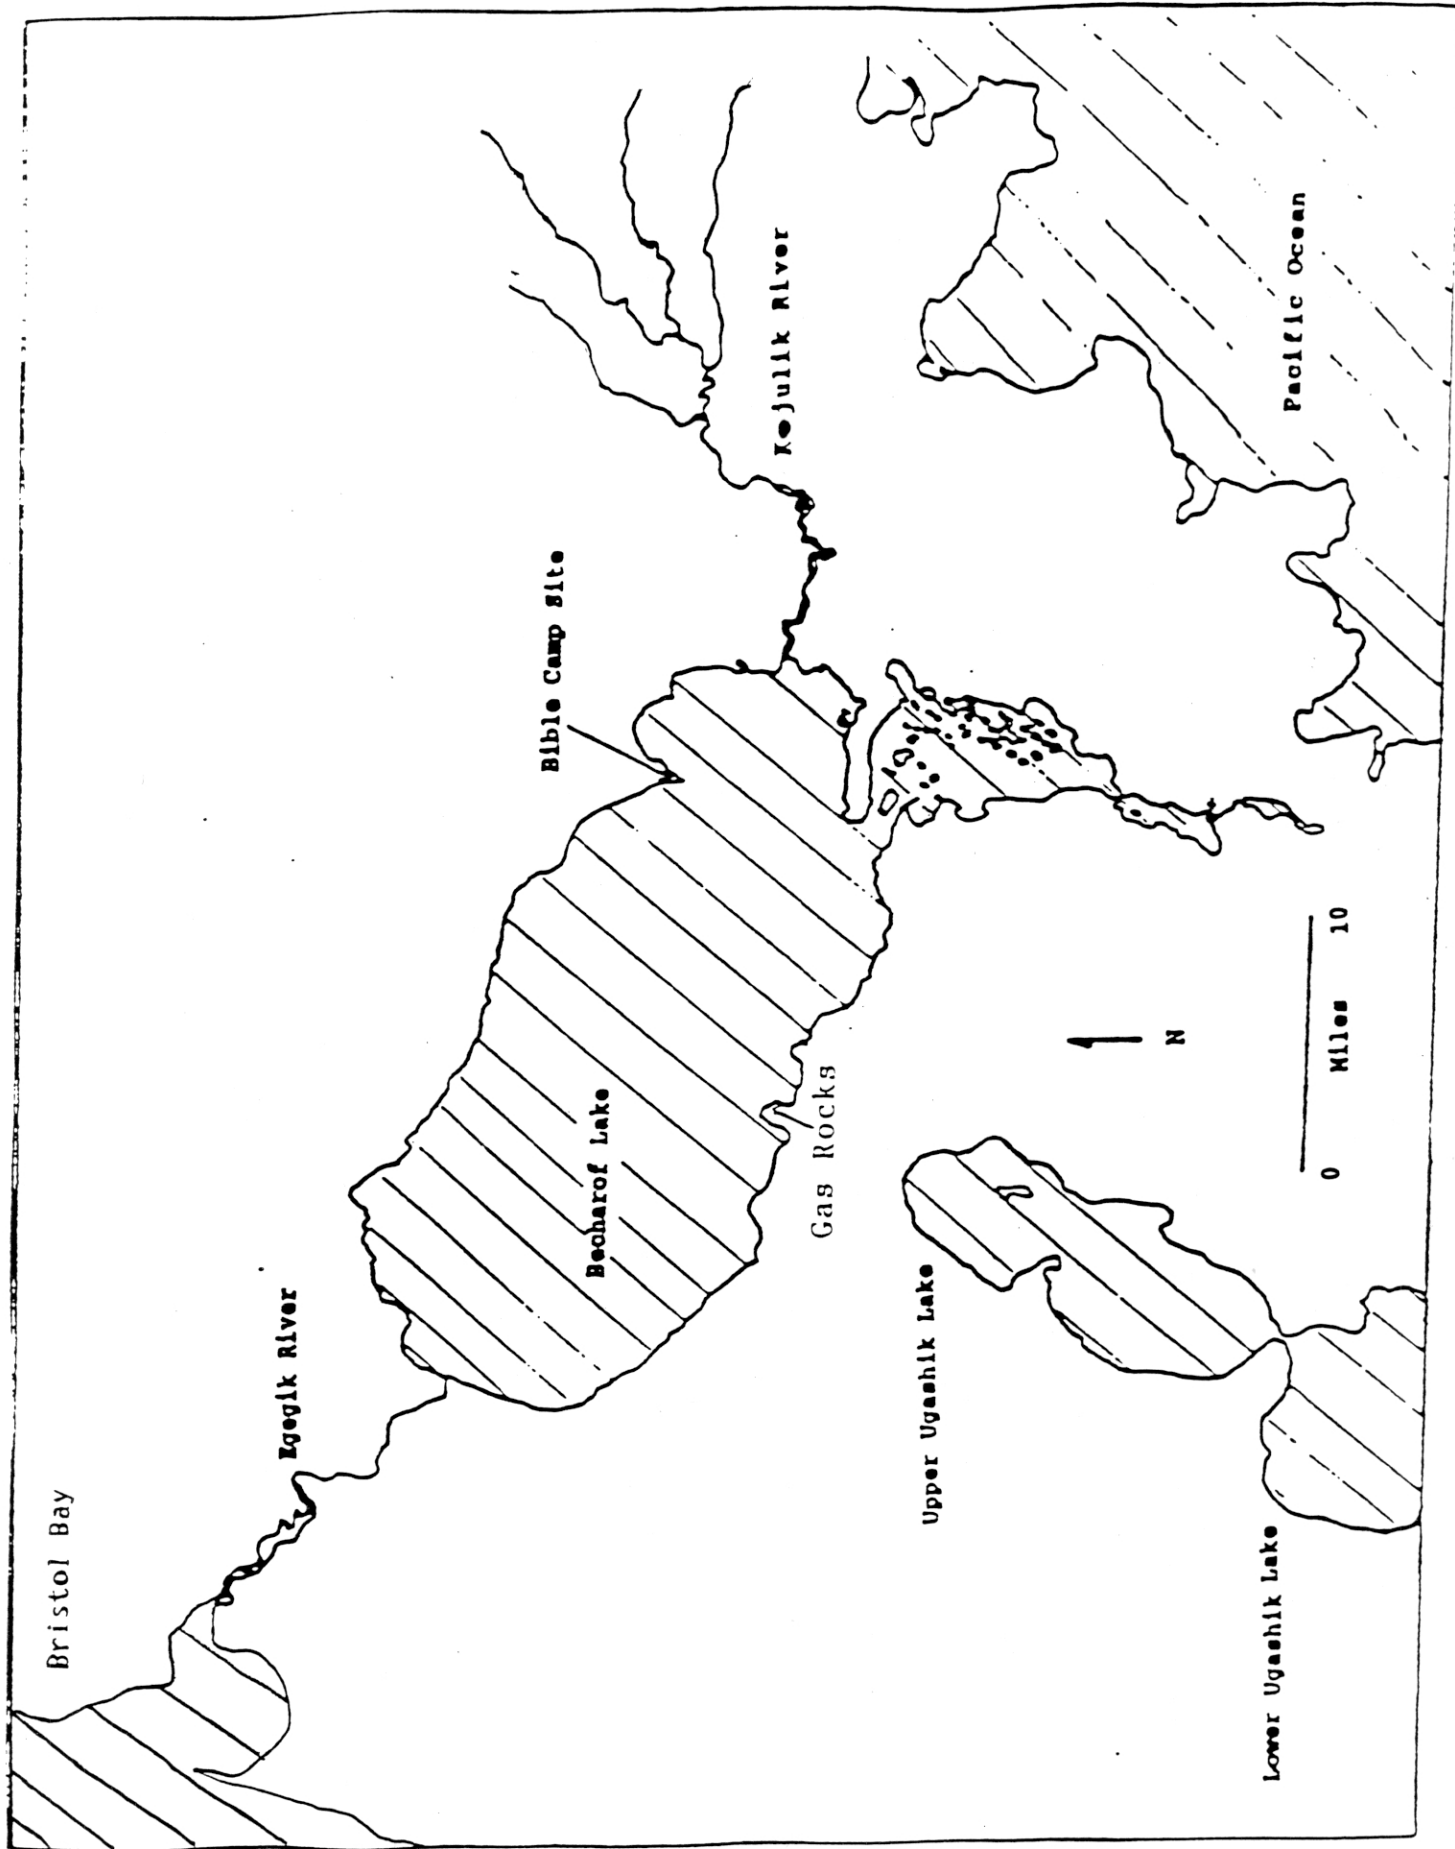 Bristol Bay
Egegik River
Bible Camp Site
Becharof Lake
Kejulik River
Gas Rocks
Upper Ugashik Lake
N
Lower Ugashik Lake
Pacific Ocean
0 Miles 10